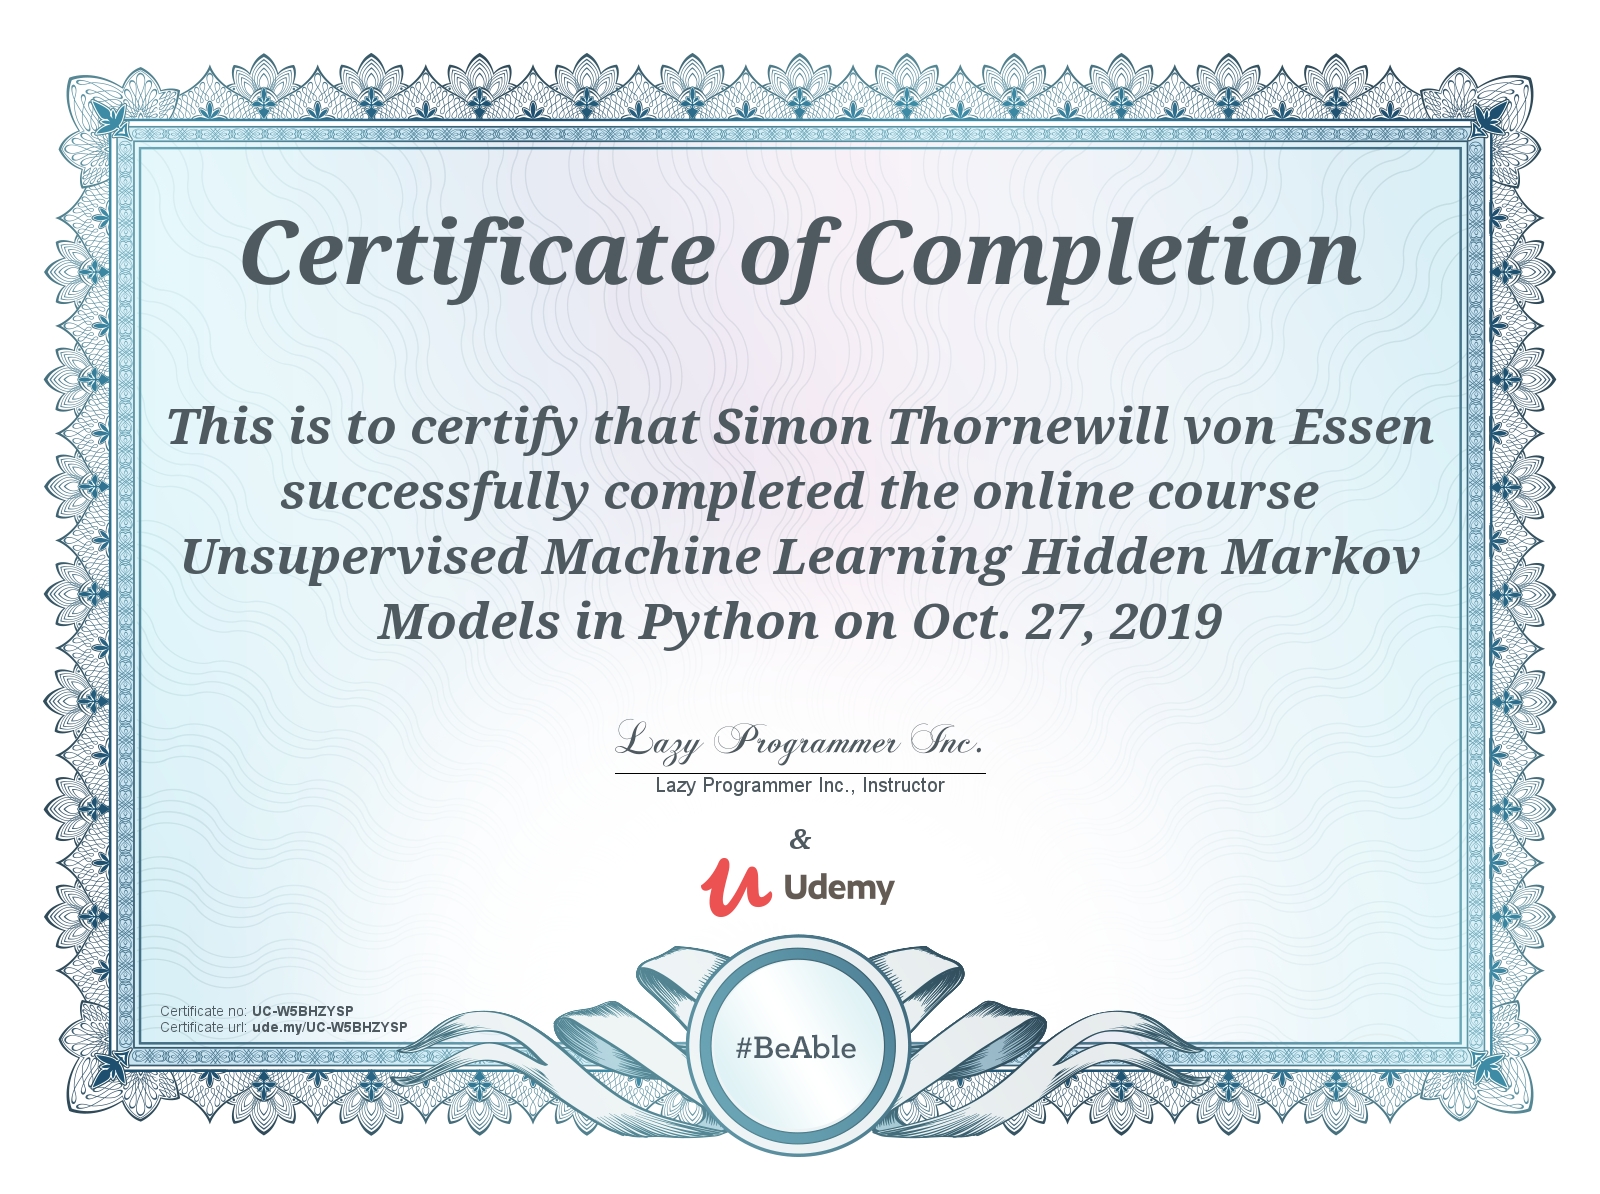 Certificate of Completion
This is to certify that Simon Thornewill von Essen
successfully completed the online course
Unsupervised Machine Learning Hidden Markov
Models in Python on Oct. 27, 2019
Lazy Programmer Inc.
Lazy Programmer Inc., Instructor
&
Udemy
Certificate no: UC-W5BHZYSP
Certificate url: ude.my/UC-W5BHZYSP
#BeAble